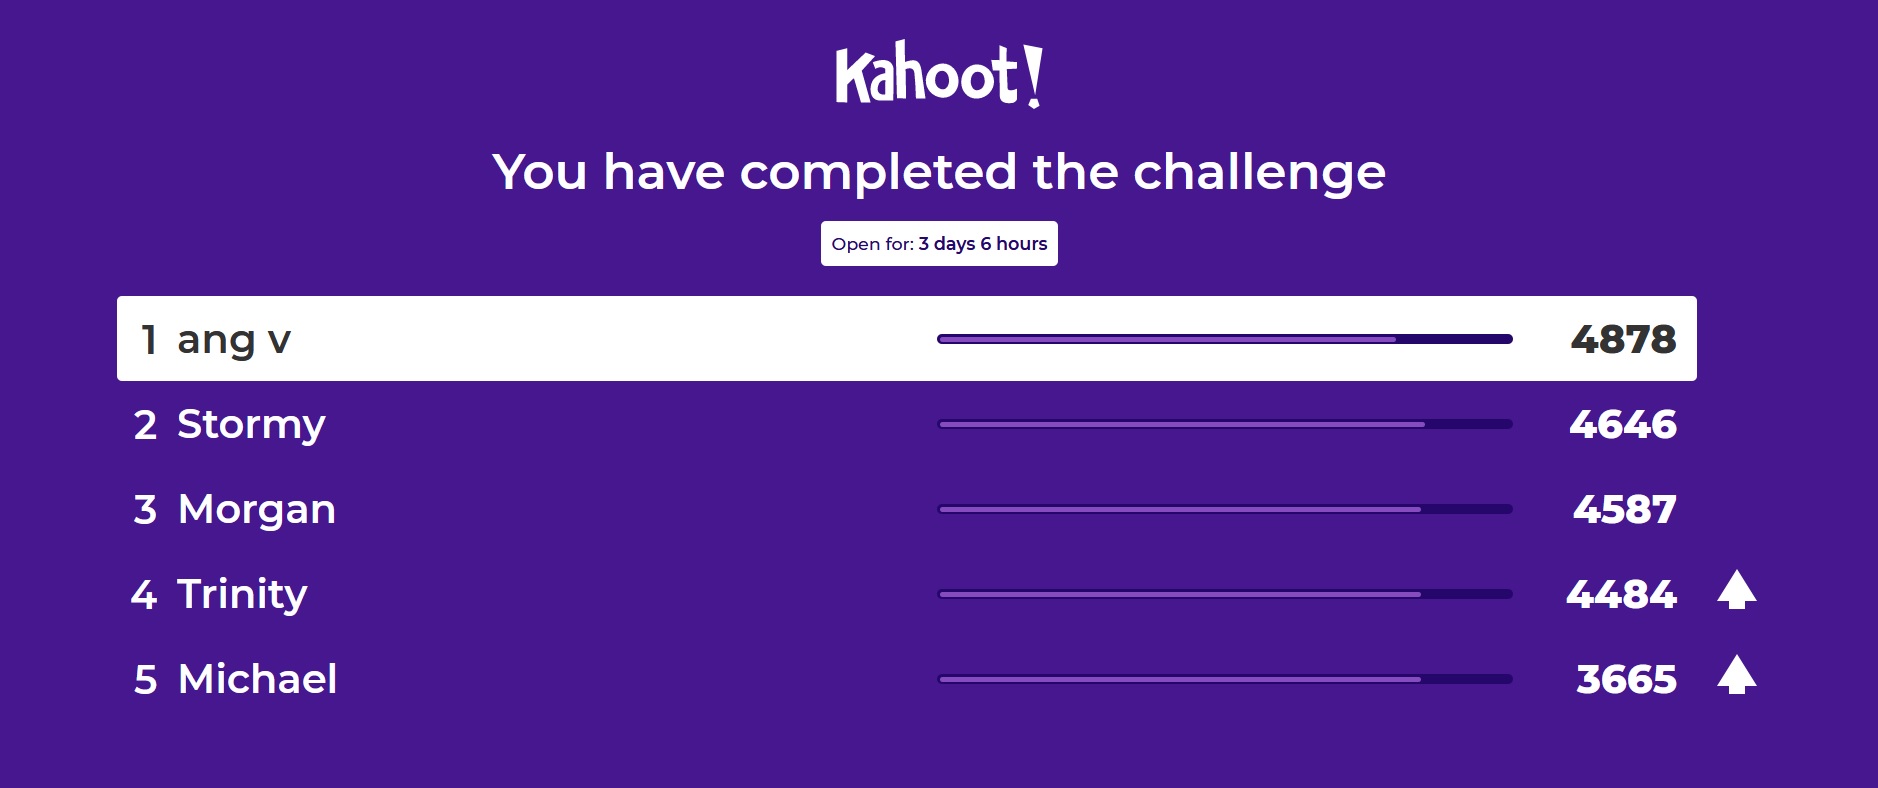 Kahoot!
You have completed the challenge
Open for: 3 days 6 hours
1 ang v 4878
2 Stormy 4646
3 Morgan 4587
4 Trinity 4484
5 Michael 3665